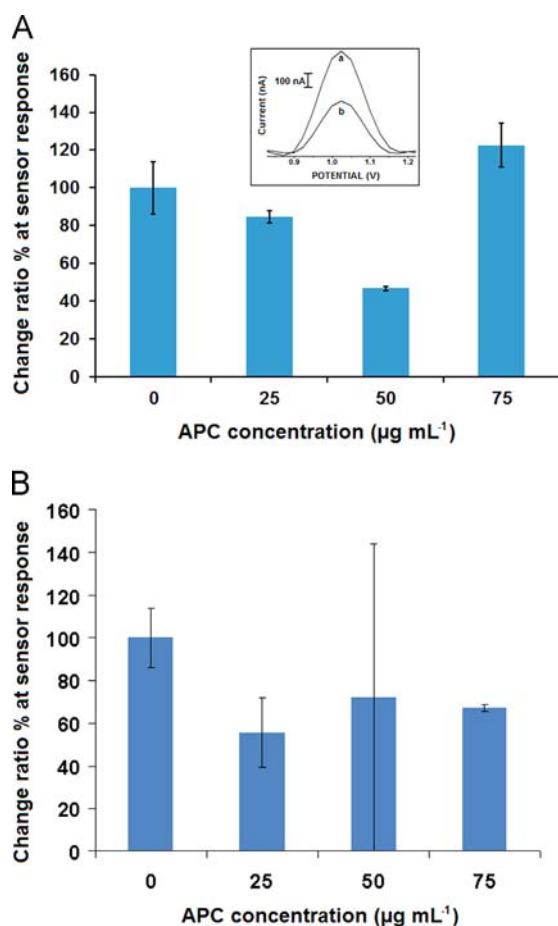 A
Change ratio % at sensor response
160
140
120
100
80
60
40
20
0
0 25 50 75
APC concentration (µg mL-1)
Current (nA)
100 nA
a
b
0.9 1.0 1.1 1.2
POTENTIAL (V)
B
Change ratio % at sensor response
160
140
120
100
80
60
40
20
0
0 25 50 75
APC concentration (µg mL-1)